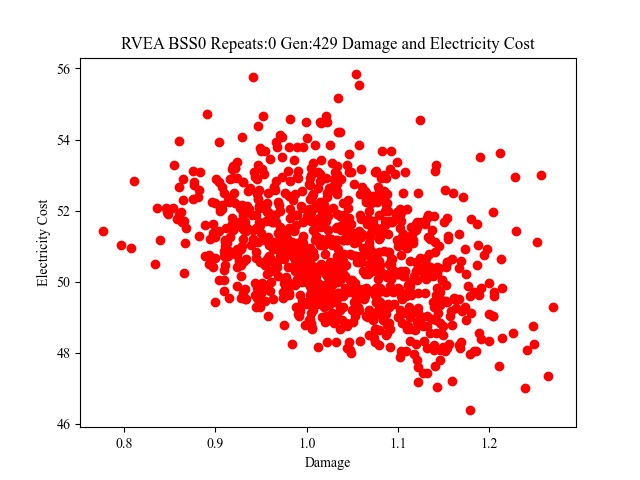 RVEA BSS0 Repeats:0 Gen:429 Damage and Electricity Cost
56
54
52
50
48
46
Electricity Cost
0.8 0.9 1.0 1.1 1.2
Damage